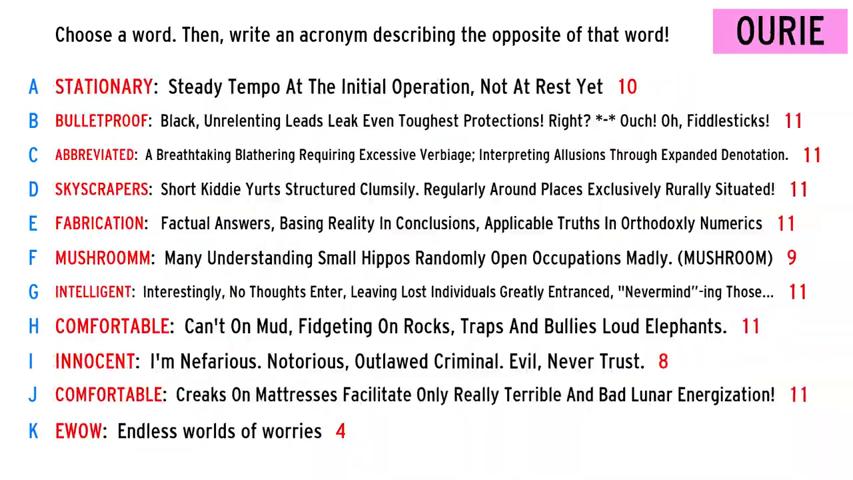 Choose a word. Then, write an acronym describing the opposite of that word!
OURIE
A STATIONARY: Steady Tempo At The Initial Operation, Not At Rest Yet 10
B BULLETPROOF: Black, Unrelenting Leads Leak Even Toughest Protections! Right? *-* Ouch! Oh, Fiddlesticks! 11
C ABBREVIATED: A Breathtaking Blathering Requiring Excessive Verbiage; Interpreting Allusions Through Expanded Denotation. 11
D SKYSCRAPERS: Short Kiddie Yurts Structured Clumsily. Regularly Around Places Exclusively Rurally Situated! 11
E FABRICATION: Factual Answers, Basing Reality In Conclusions, Applicable Truths In Orthodoxly Numerics 11
F MUSHROOMM: Many Understanding Small Hippos Randomly Open Occupations Madly. (MUSHROOM) 9
G INTELLIGENT: Interestingly, No Thoughts Enter, Leaving Lost Individuals Greatly Entranced, "Nevermind”-ing Those... 11
H COMFORTABLE: Can't On Mud, Fidgeting On Rocks, Traps And Bullies Loud Elephants. 11
I INNOCENT: I'm Nefarious. Notorious, Outlawed Criminal. Evil, Never Trust. 8
J COMFORTABLE: Creaks On Mattresses Facilitate Only Really Terrible And Bad Lunar Energization! 11
K EWOW: Endless worlds of worries 4